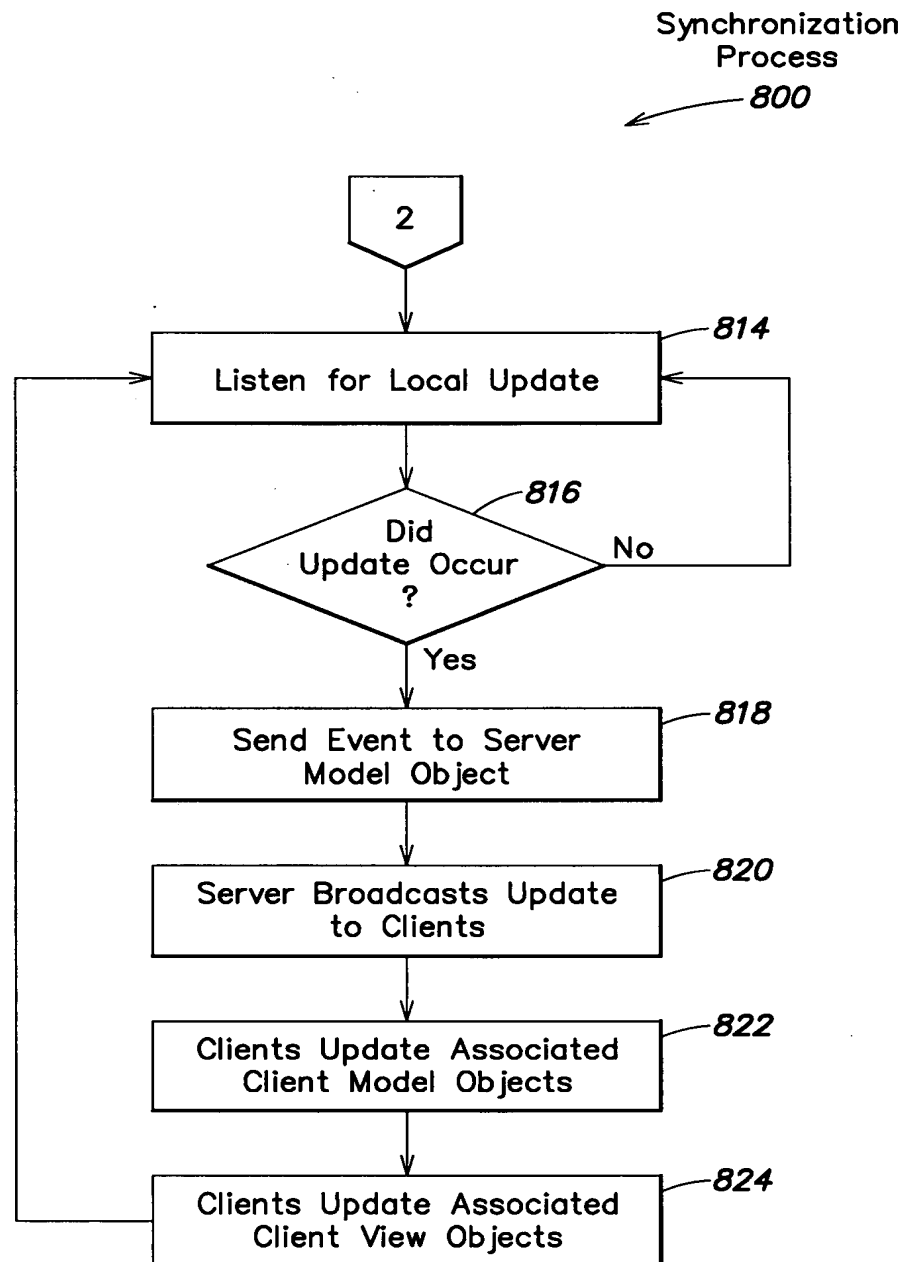 Synchronization
Process
800
2
814
Listen for Local Update
816
Did
Update Occur
?
No
Yes
818
Send Event to Server
Model Object
820
Server Broadcasts Update
to Clients
822
Clients Update Associated
Client Model Objects
824
Clients Update Associated
Client View Objects